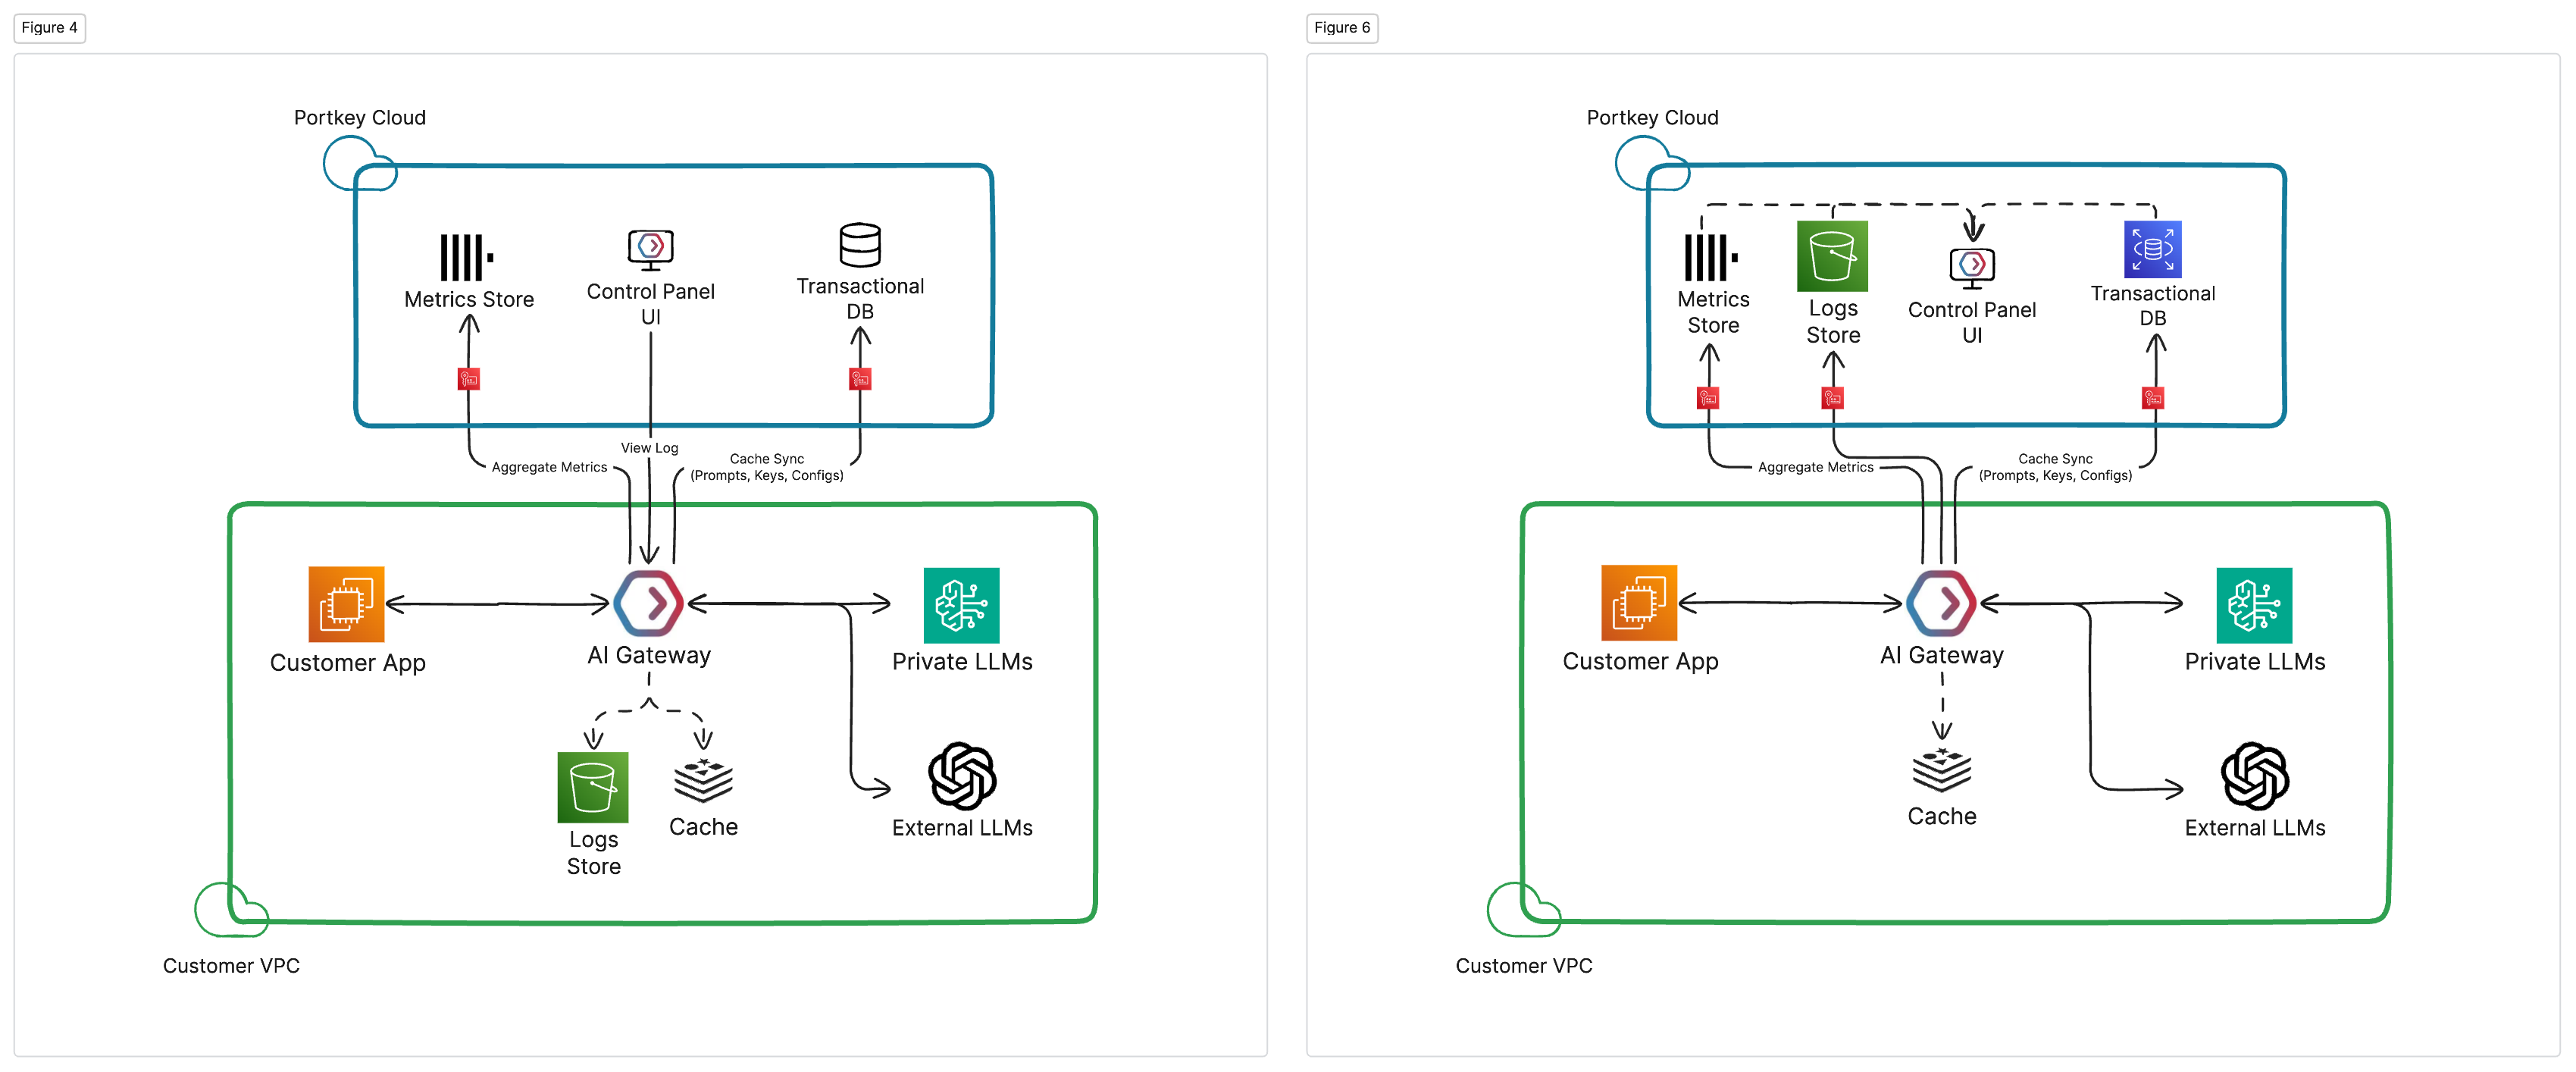 Figure 4
Portkey Cloud
Metrics Store
Control Panel
UI
Transactional
DB
View Log
Aggregate Metrics
Cache Sync
(Prompts, Keys, Configs)
Customer App
AI Gateway
Private LLMs
Logs
Store
Cache
External LLMs
Customer VPC
Figure 6
Portkey Cloud
Metrics
Store
Logs
Store
Control Panel
UI
Transactional
DB
Aggregate Metrics
Cache Sync
(Prompts, Keys, Configs)
Customer App
AI Gateway
Private LLMs
Cache
External LLMs
Customer VPC